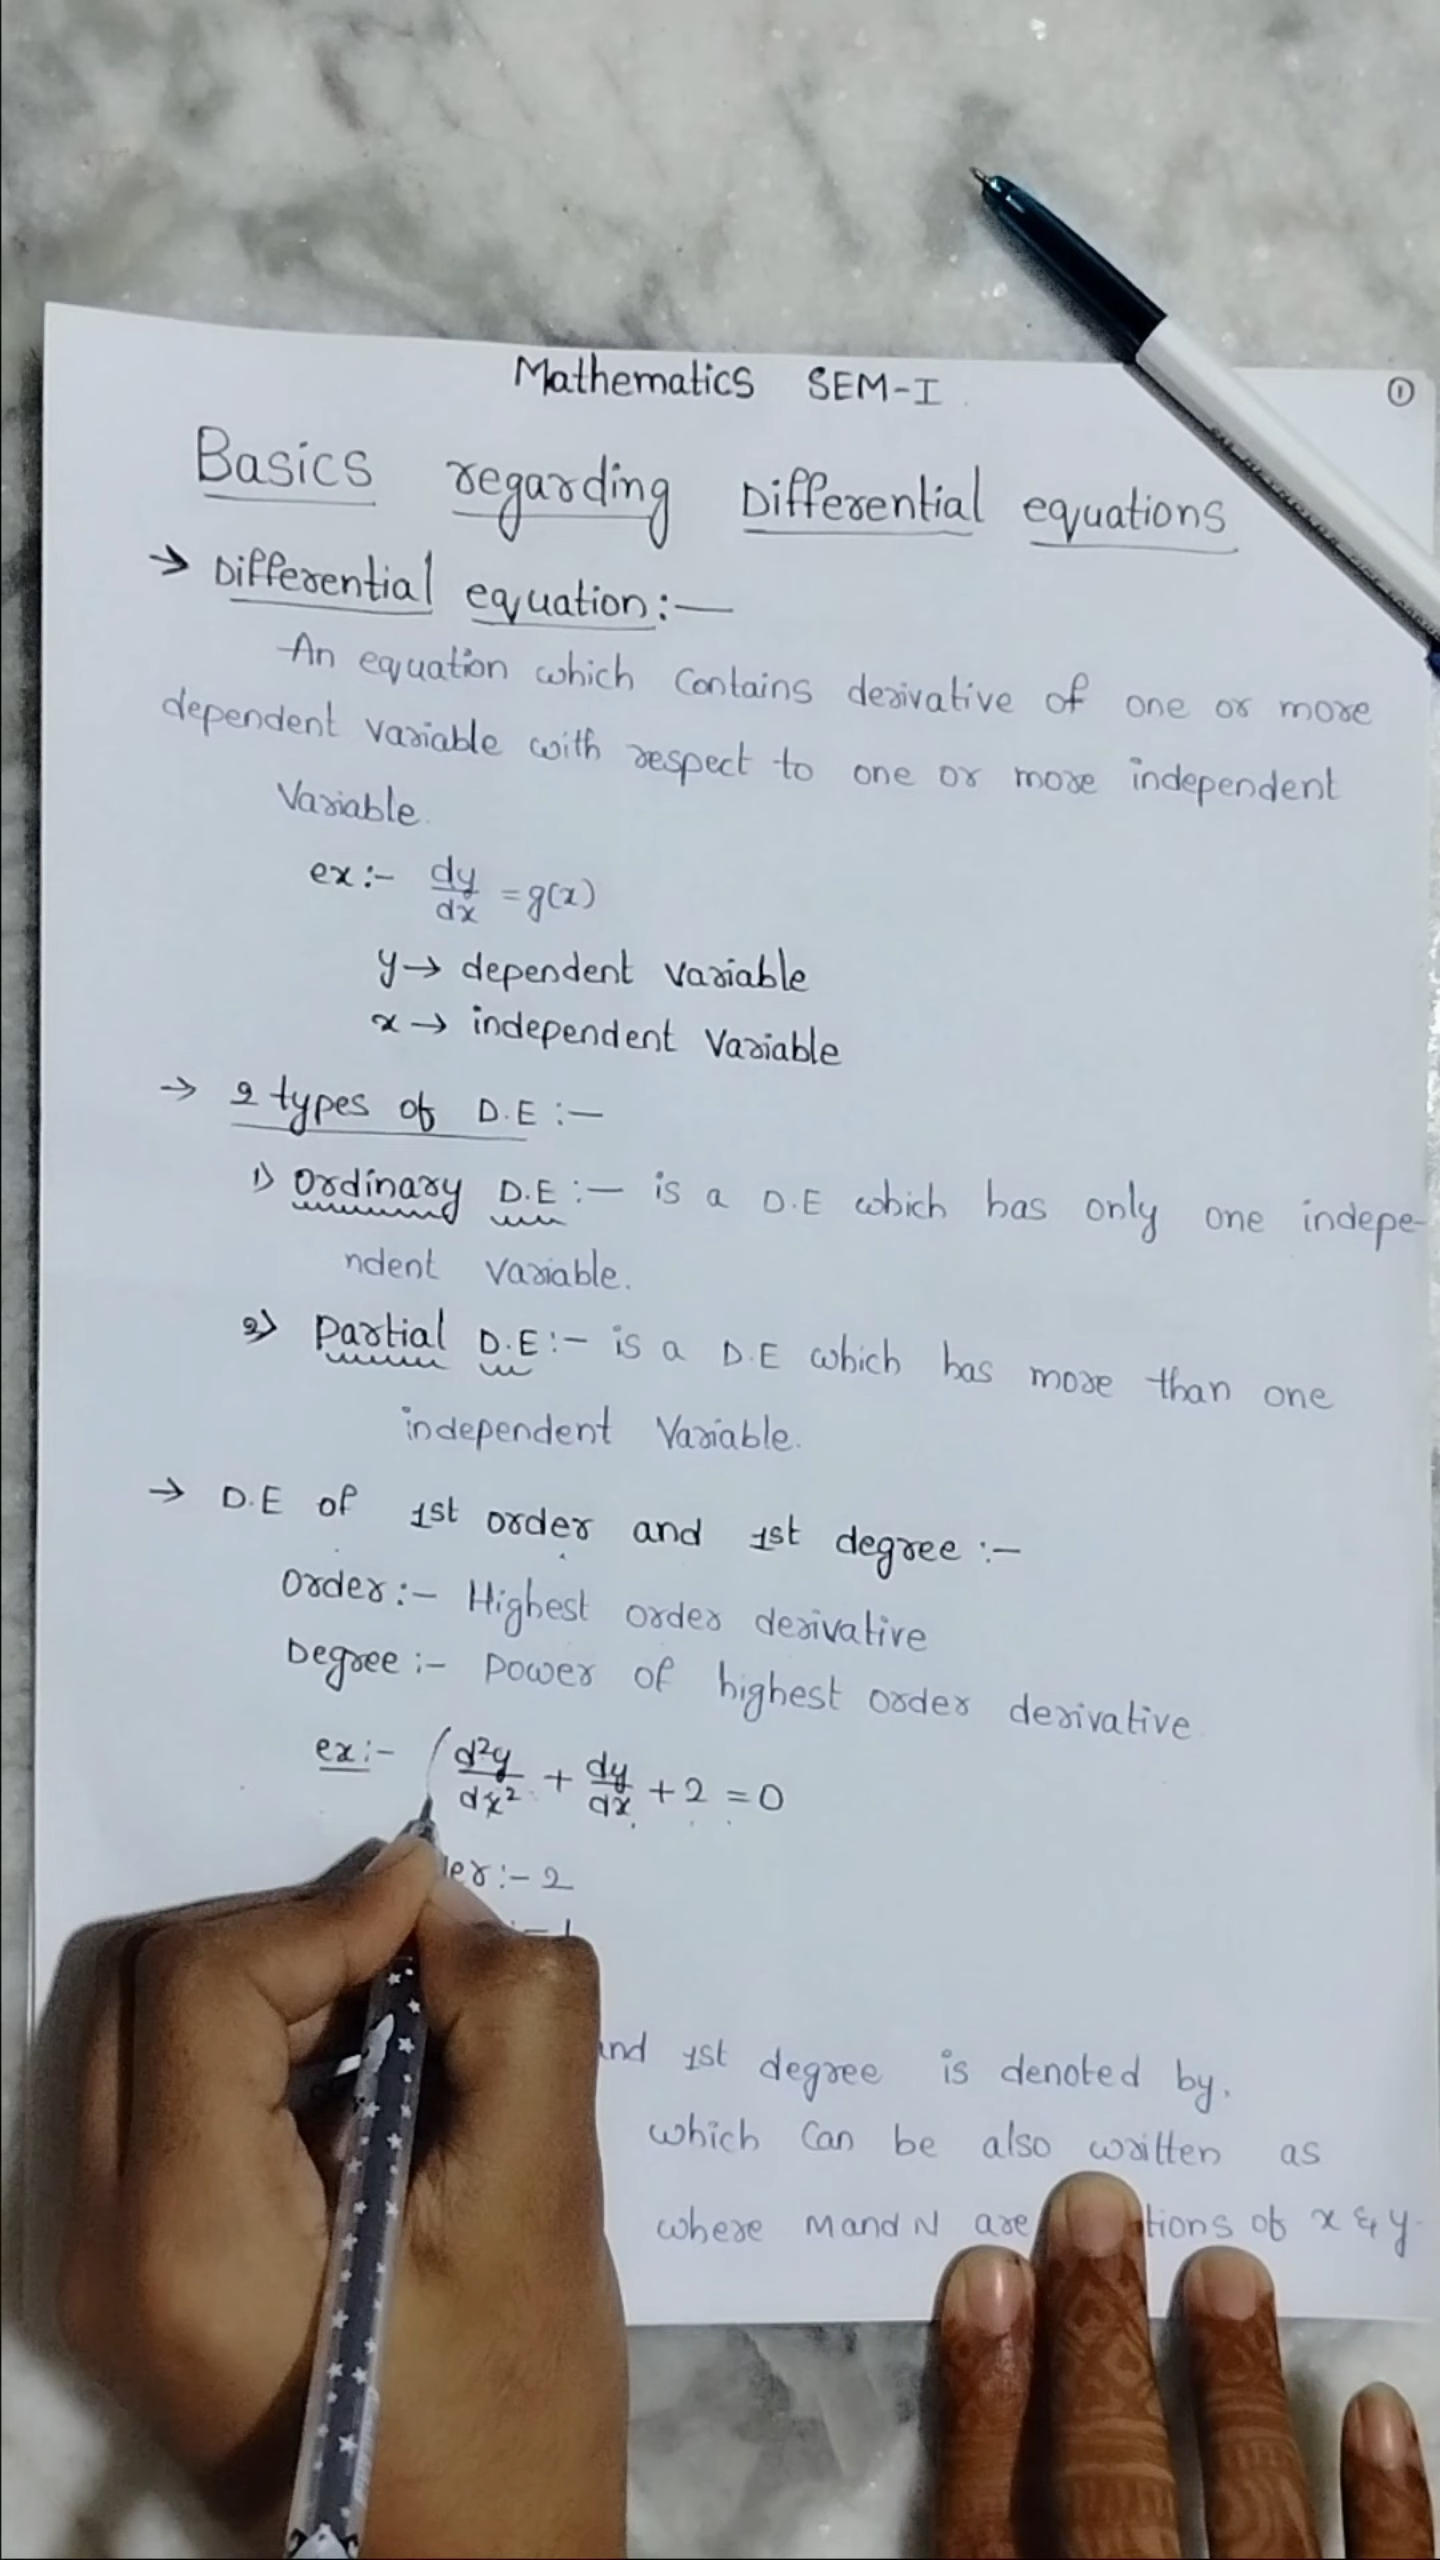 Mathematics SEM-I
①
Basics regarding Differential equations
→ Differential equation:—
An equation which contains derivative of one or more
dependent variable with respect to one or more independent
Variable.
ex:- dy/dx = g(x)
y → dependent variable
x → independent Variable
→ 2 types of D.E :—
1) Ordinary D.E :— is a D.E which has only one indepe-
ndent variable.
2) Partial D.E:- is a D.E which has more than one
independent Variable.
→ D.E of 1st order and 1st degree :-
Order:- Highest order derivative
Degree:- Power of highest order derivative
ex:- ( d²y/dx² + dy/dx + 2 = 0
er:- 2
:- 1
and 1st degree is denoted by.
which can be also written as
where M and N are tions of x & y.